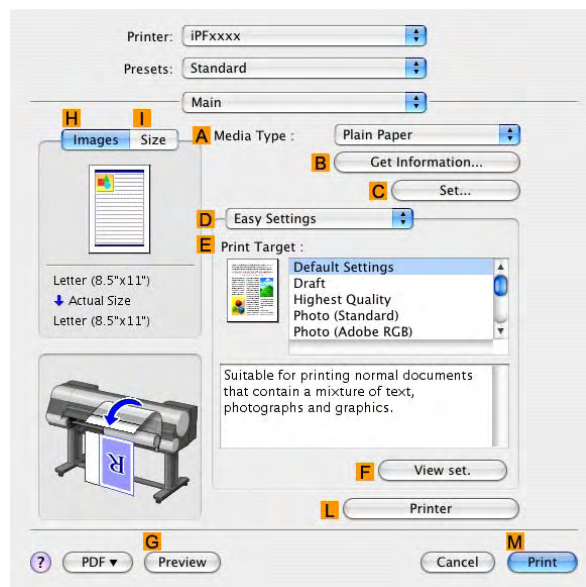 Printer: iPFxxxx
Presets: Standard
Main
H I
Images Size
A Media Type : Plain Paper
B Get Information...
C Set...
D Easy Settings
E Print Target :
Default Settings
Draft
Highest Quality
Photo (Standard)
Photo (Adobe RGB)
Letter (8.5"x11")
Actual Size
Letter (8.5"x11")
Suitable for printing normal documents
that contain a mixture of text,
photographs and graphics.
R
F View set.
L Printer
G M
? PDF Preview Cancel Print